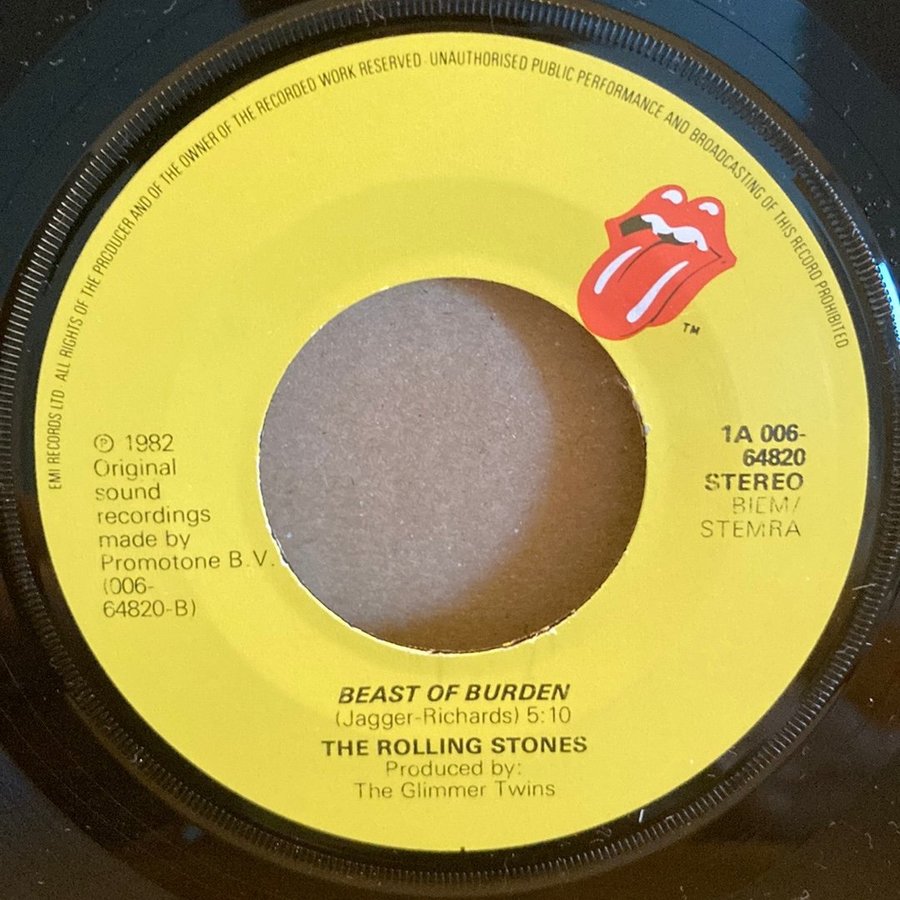 EMI RECORDS LTD · ALL RIGHTS OF THE PRODUCER AND OF THE OWNER OF THE RECORDED WORK RESERVED · UNAUTHORISED PUBLIC PERFORMANCE AND BROADCASTING OF THIS RECORD PROHIBITED
TM
℗ 1982
Original
sound
recordings
made by
Promotone B.V.
(006-
64820-B)
1A 006-
64820
STEREO
BIEM/
STEMRA
BEAST OF BURDEN
(Jagger-Richards) 5:10
THE ROLLING STONES
Produced by:
The Glimmer Twins